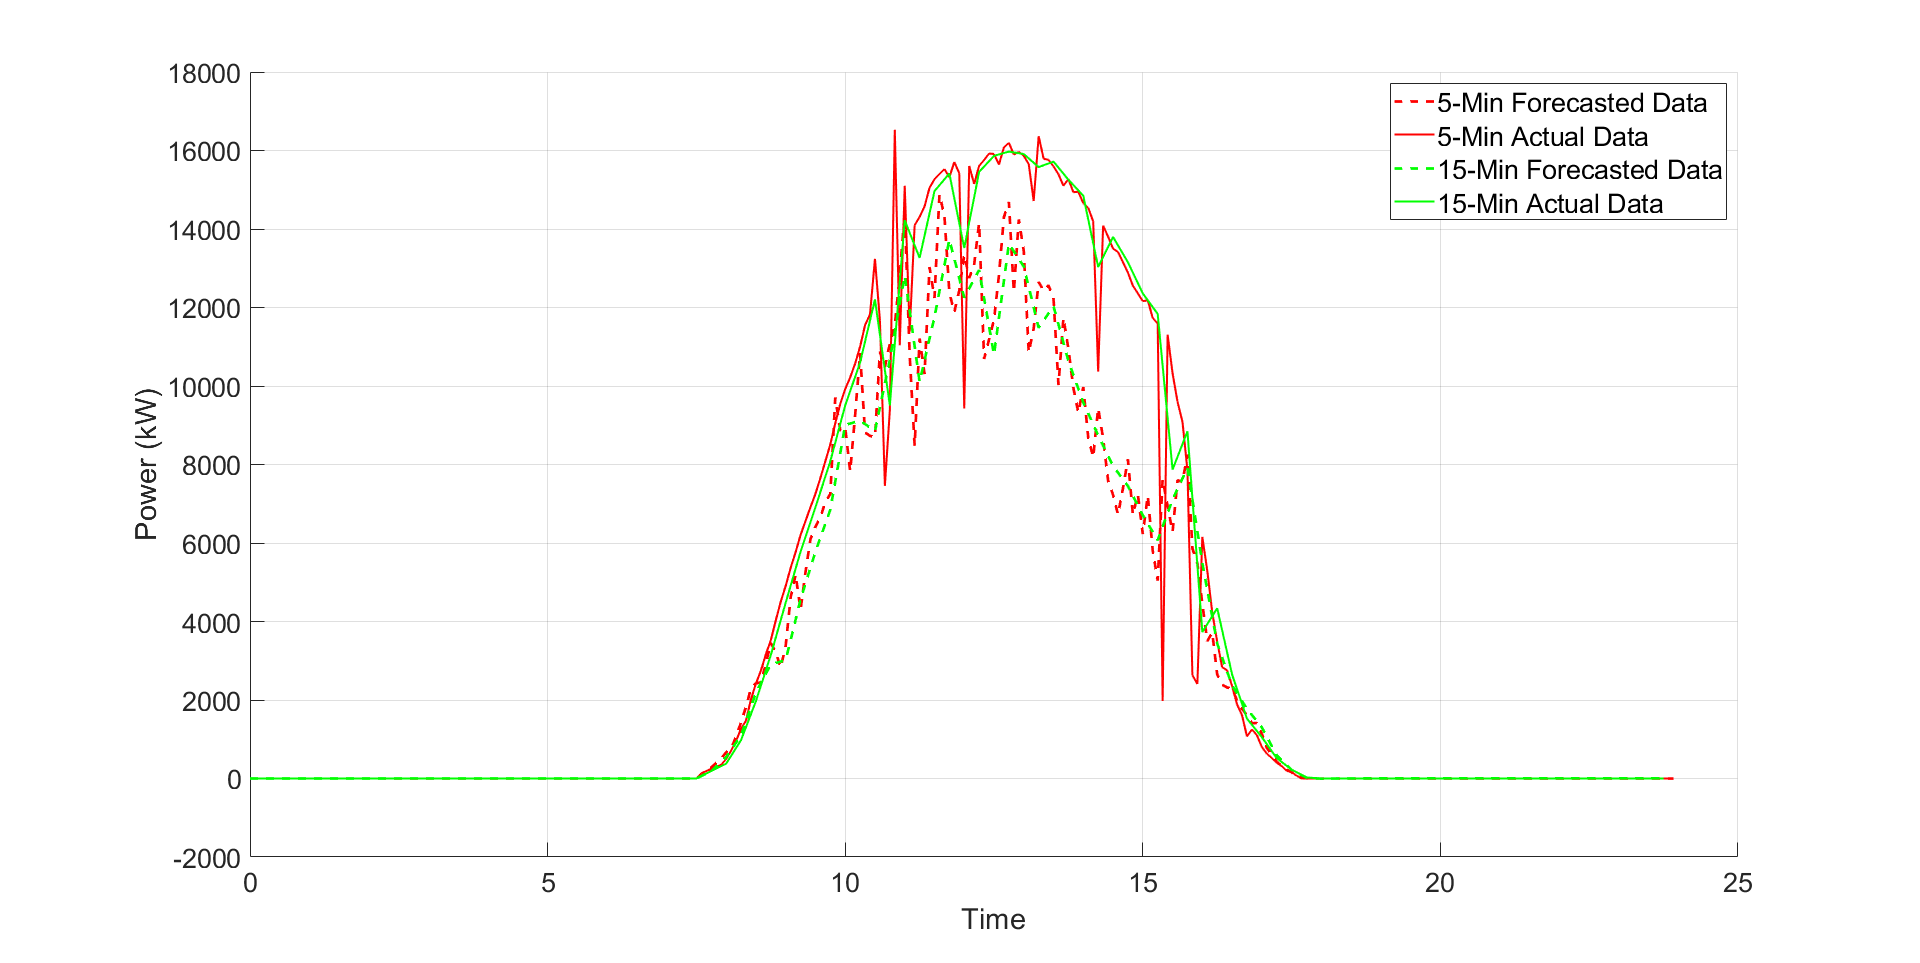 18000
16000
14000
12000
10000
8000
6000
4000
2000
0
-2000
Power (kW)
0 5 10 15 20 25
Time
5-Min Forecasted Data
5-Min Actual Data
15-Min Forecasted Data
15-Min Actual Data